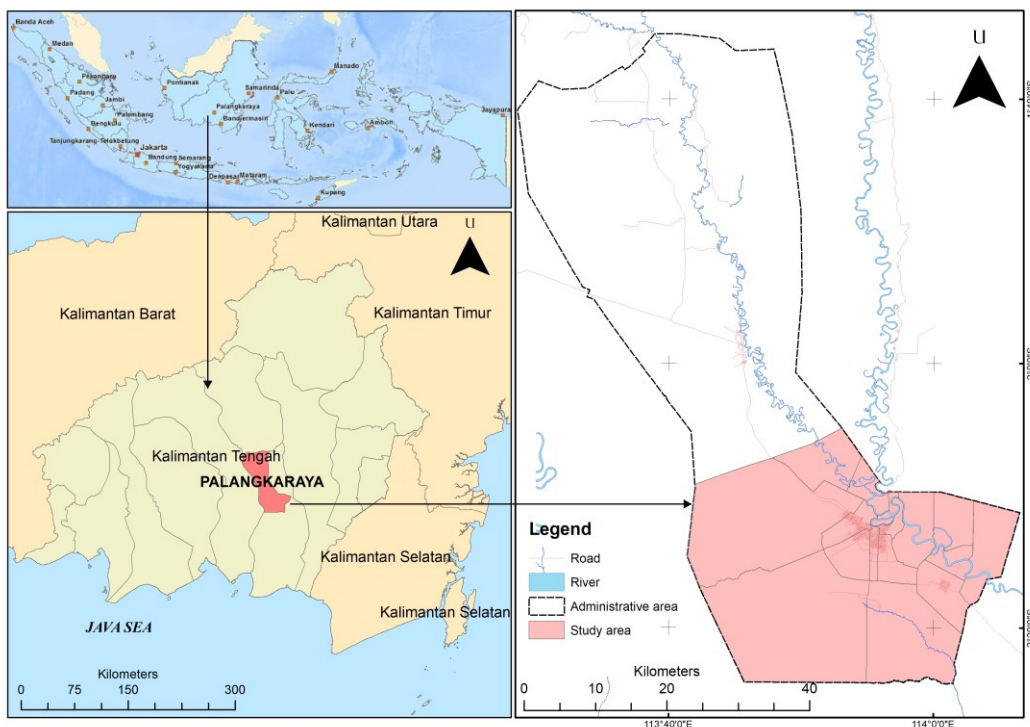 Banda Aceh
Medan
Manado
Pontianak
Samarinda
Padang
Palu
Jambi
Palangkaraya
Jayapura
Palembang
Banjermasin
Bengkulu
Kendari
Ambon
Tanjungkarang-Telokbetung
Jakarta
Bandung
Semarang
Yogyakarta
Denpasar
Mataram
Kupang
Kalimantan Utara
u
Kalimantan Barat
Kalimantan Timur
Kalimantan Tengah
PALANGKARAYA
Kalimantan Selatan
Kalimantan Selatan
JAVA SEA
Kilometers
0 75 150 300
u
Legend
Road
River
Administrative area
Study area
Kilometers
0 10 20 40
113°40'0"E
114°0'0"E